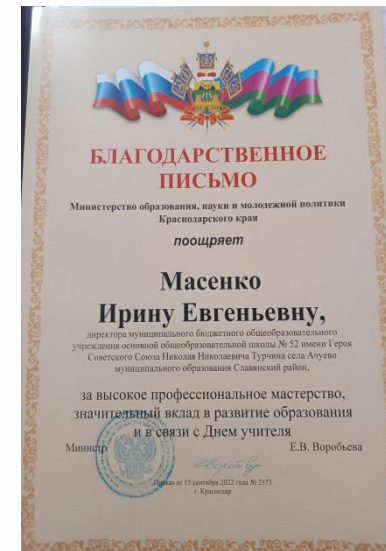 БЛАГОДАРСТВЕННОЕ
ПИСЬМО
Министерство образования, науки и молодежной политики
Краснодарского края
поощряет
Масенко
Ирину Евгеньевну,
директора муниципального бюджетного общеобразовательного
учреждения основной общеобразовательной школы № 52 имени Героя
Советского Союза Николая Николаевича Турчина села Ачуево
муниципального образования Славянский район,
за высокое профессиональное мастерство,
значительный вклад в развитие образования
и в связи с Днем учителя
Министр Е.В. Воробьева
Приказ от 15 сентября 2022 года № 2173
г. Краснодар